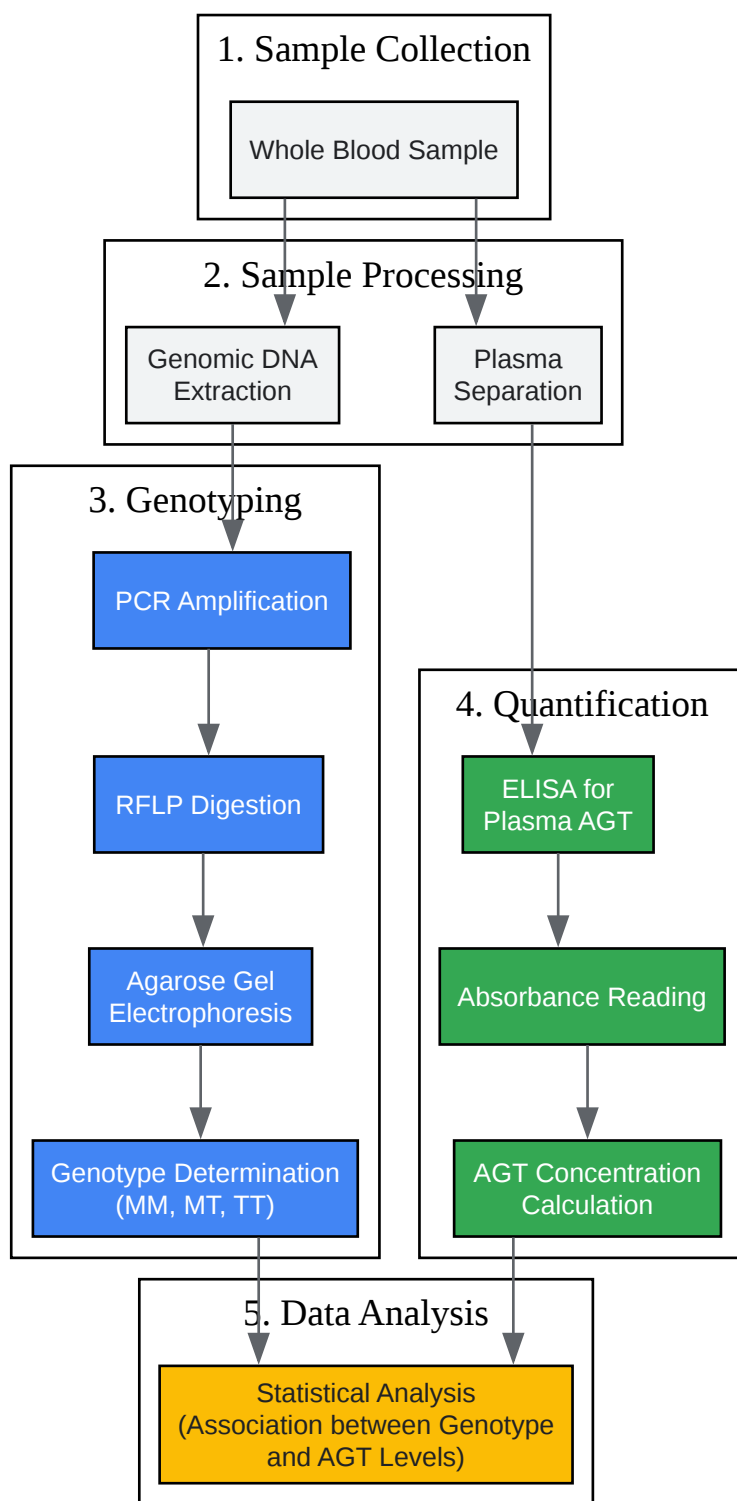 1. Sample Collection
Whole Blood Sample
2. Sample Processing
Genomic DNA
Extraction
Plasma
Separation
3. Genotyping
PCR Amplification
RFLP Digestion
Agarose Gel
Electrophoresis
Genotype Determination
(MM, MT, TT)
4. Quantification
ELISA for
Plasma AGT
Absorbance Reading
AGT Concentration
Calculation
5. Data Analysis
Statistical Analysis
(Association between Genotype
and AGT Levels)